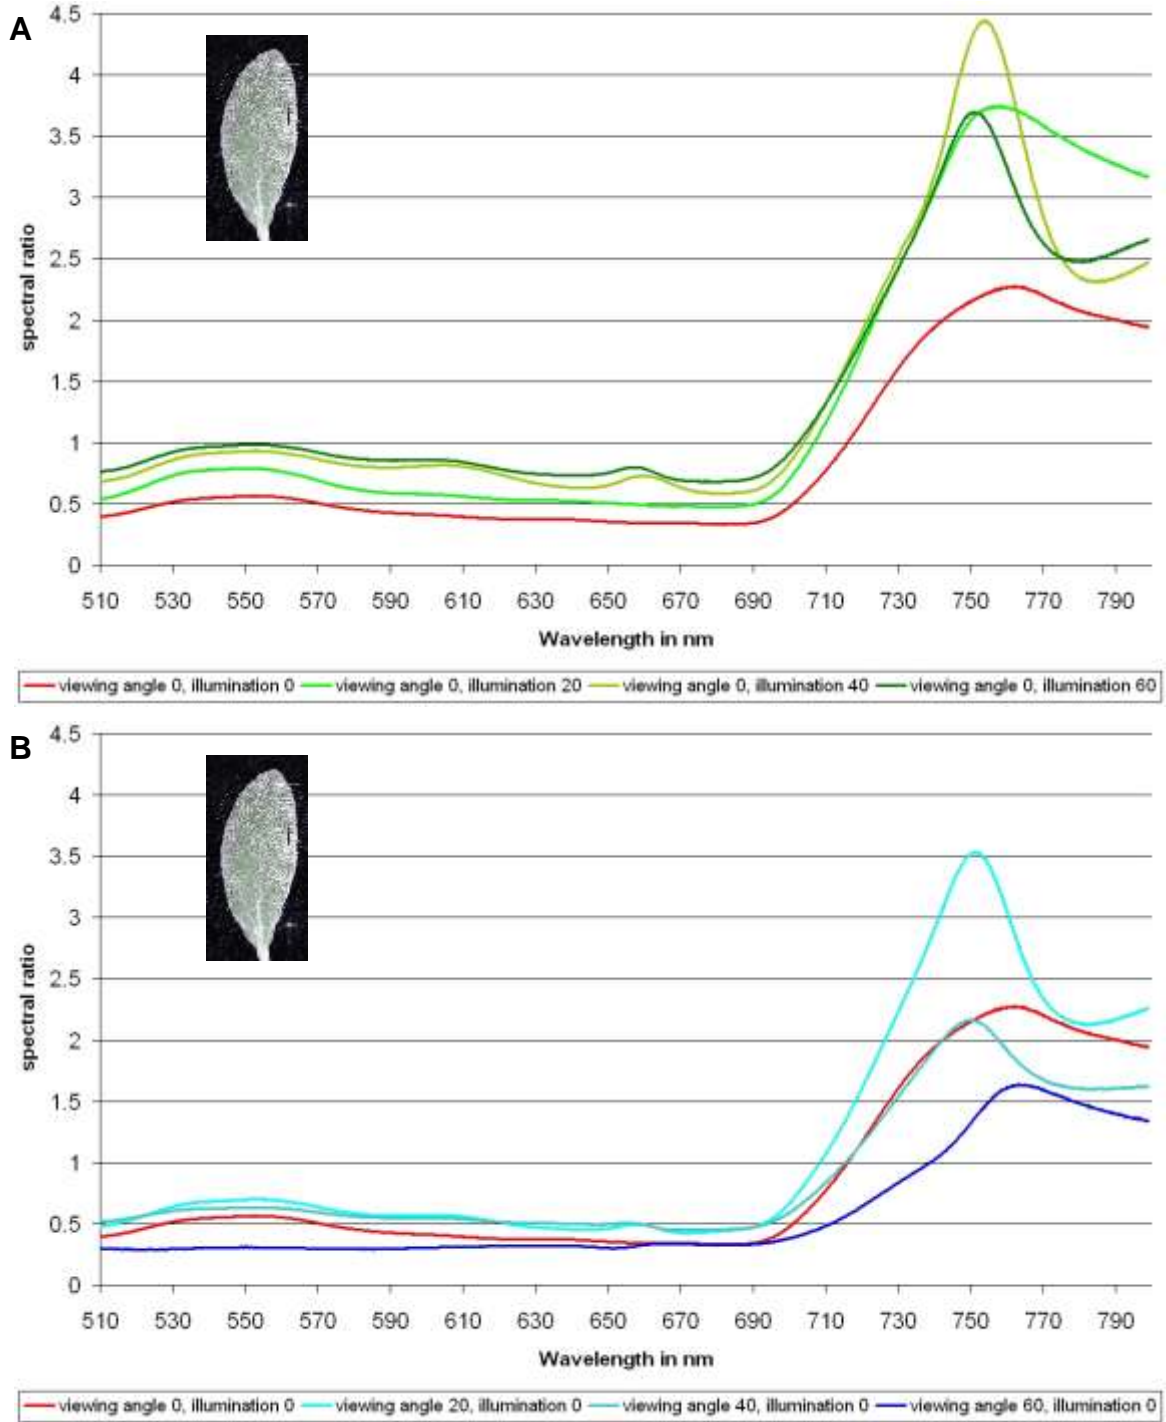 A
4.5
4
3.5
3
2.5
2
1.5
1
0.5
0
spectral ratio
510 530 550 570 590 610 630 650 670 690 710 730 750 770 790
Wavelength in nm
viewing angle 0, illumination 0 viewing angle 0, illumination 20 viewing angle 0, illumination 40 viewing angle 0, illumination 60
B
4.5
4
3.5
3
2.5
2
1.5
1
0.5
0
spectral ratio
510 530 550 570 590 610 630 650 670 690 710 730 750 770 790
Wavelength in nm
viewing angle 0, illumination 0 viewing angle 20, illumination 0 viewing angle 40, illumination 0 viewing angle 60, illumination 0